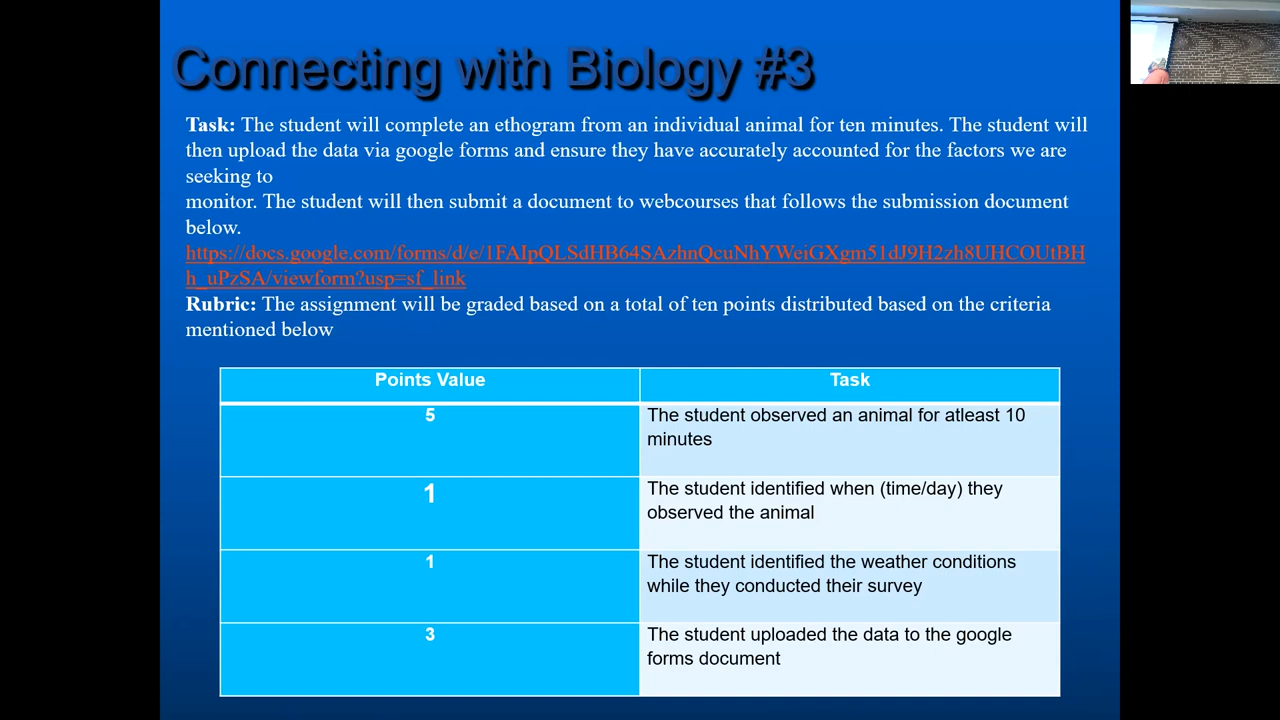 Connecting with Biology #3
Task: The student will complete an ethogram from an individual animal for ten minutes. The student will
then upload the data via google forms and ensure they have accurately accounted for the factors we are
seeking to
monitor. The student will then submit a document to webcourses that follows the submission document
below.
https://docs.google.com/forms/d/e/1FAIpQLSdHB64SAzhnQcuNhYWeiGXgm51dJ9H2zh8UHCOUtBH
h_uPzSA/viewform?usp=sf_link
Rubric: The assignment will be graded based on a total of ten points distributed based on the criteria
mentioned below
Points Value Task
5 The student observed an animal for atleast 10
minutes
1 The student identified when (time/day) they
observed the animal
1 The student identified the weather conditions
while they conducted their survey
3 The student uploaded the data to the google
forms document